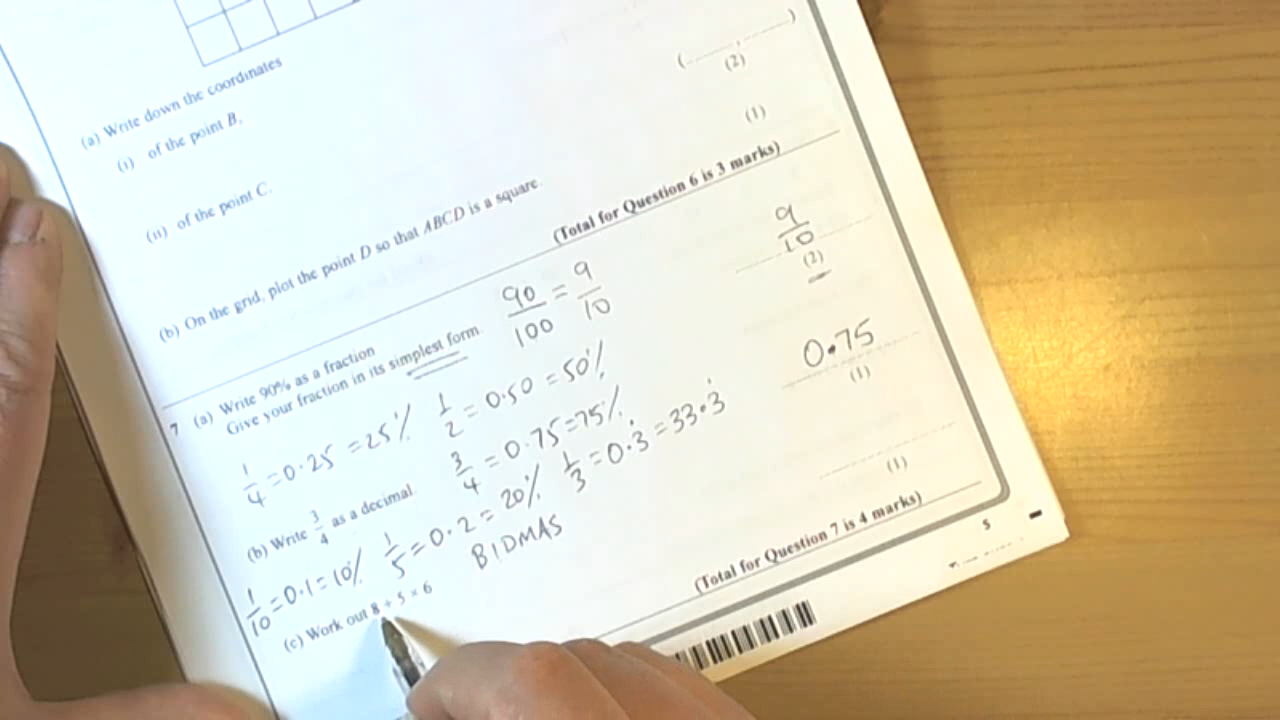 (a) Write down the coordinates
(i) of the point B,
(.............. , ..............)
(2)
(ii) of the point C.
(1)
(b) On the grid, plot the point D so that ABCD is a square.
(Total for Question 6 is 3 marks)
7 (a) Write 90% as a fraction
Give your fraction in its simplest form.
90/100 = 9/10
9/10
(2)
1/4 = 0.25 = 25%
1/2 = 0.50 = 50%
(b) Write 3/4 as a decimal.
3/4 = 0.75 = 75%
0.75
(1)
1/10 = 0.1 = 10%
1/5 = 0.2 = 20%
1/3 = 0.3̇ = 33.3̇
BIDMAS
(c) Work out 8 + 5 × 6
(1)
(Total for Question 7 is 4 marks)
5